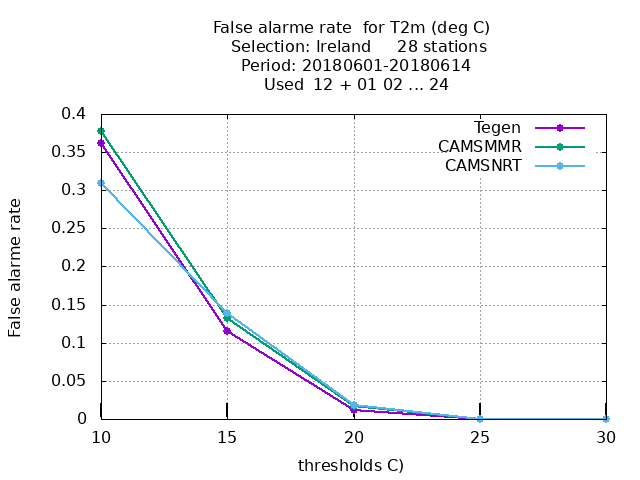 False alarme rate  for T2m (deg C)
Selection: Ireland     28 stations
Period: 20180601-20180614
Used  12 + 01 02 ... 24
Tegen
CAMSMMR
CAMSNRT
0.4
0.35
0.3
0.25
0.2
0.15
0.1
0.05
0
False alarme rate
10 15 20 25 30
thresholds C)